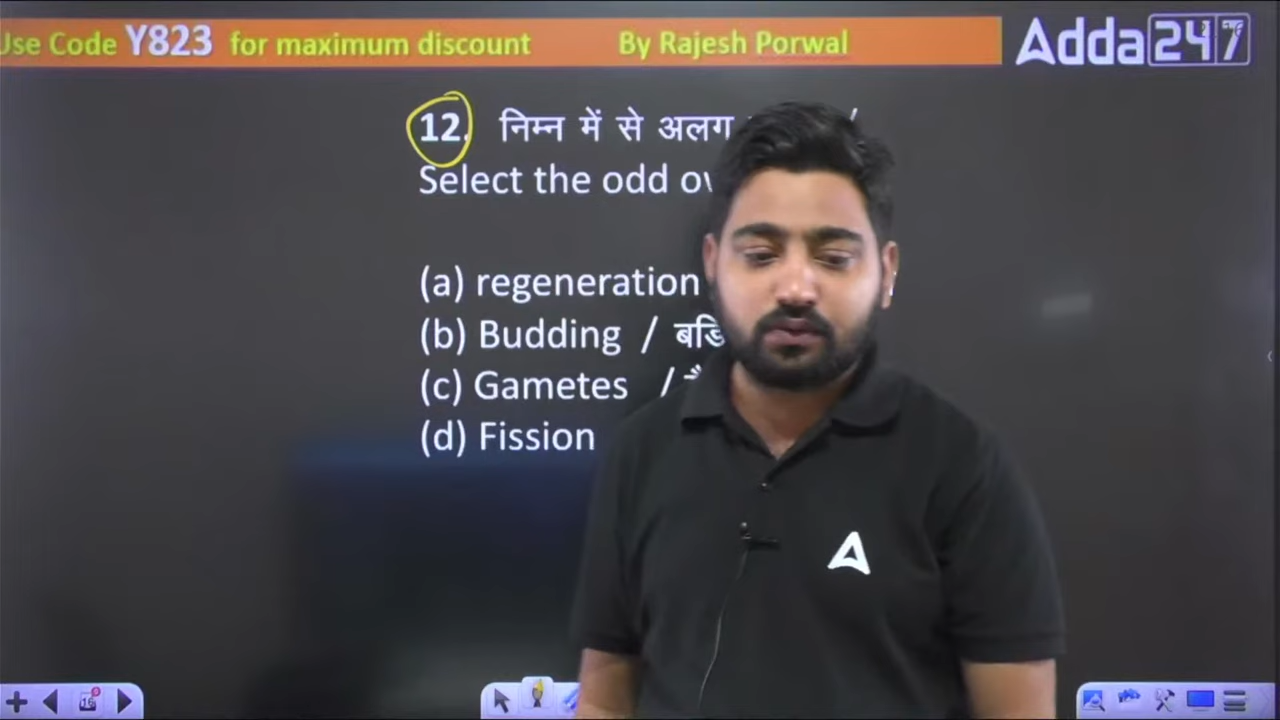 Use Code Y823 for maximum discount By Rajesh Porwal
Adda247
12. निम्न में से अलग /
Select the odd
(a) regeneration
(b) Budding /
(c) Gametes /
(d) Fission
16